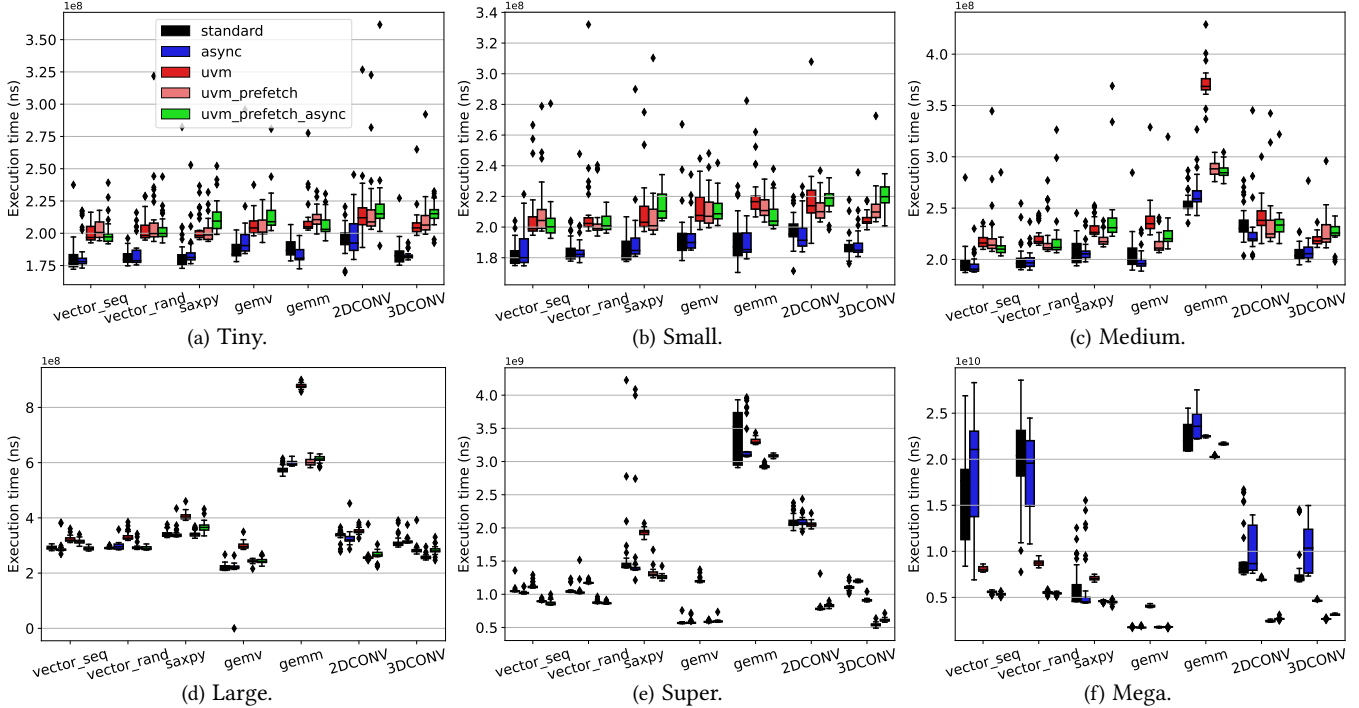 1e8
Execution time (ns)
3.50
3.25
3.00
2.75
2.50
2.25
2.00
1.75
standard
async
uvm
uvm_prefetch
uvm_prefetch_async
vector_seq
vector_rand
saxpy
gemv
gemm
2DCONV
3DCONV
(a) Tiny.
1e8
Execution time (ns)
3.4
3.2
3.0
2.8
2.6
2.4
2.2
2.0
1.8
vector_seq
vector_rand
saxpy
gemv
gemm
2DCONV
3DCONV
(b) Small.
1e8
Execution time (ns)
4.0
3.5
3.0
2.5
2.0
vector_seq
vector_rand
saxpy
gemv
gemm
2DCONV
3DCONV
(c) Medium.
1e8
Execution time (ns)
8
6
4
2
0
vector_seq
vector_rand
saxpy
gemv
gemm
2DCONV
3DCONV
(d) Large.
1e9
Execution time (ns)
4.0
3.5
3.0
2.5
2.0
1.5
1.0
0.5
vector_seq
vector_rand
saxpy
gemv
gemm
2DCONV
3DCONV
(e) Super.
1e10
Execution time (ns)
2.5
2.0
1.5
1.0
0.5
vector_seq
vector_rand
saxpy
gemv
gemm
2DCONV
3DCONV
(f) Mega.